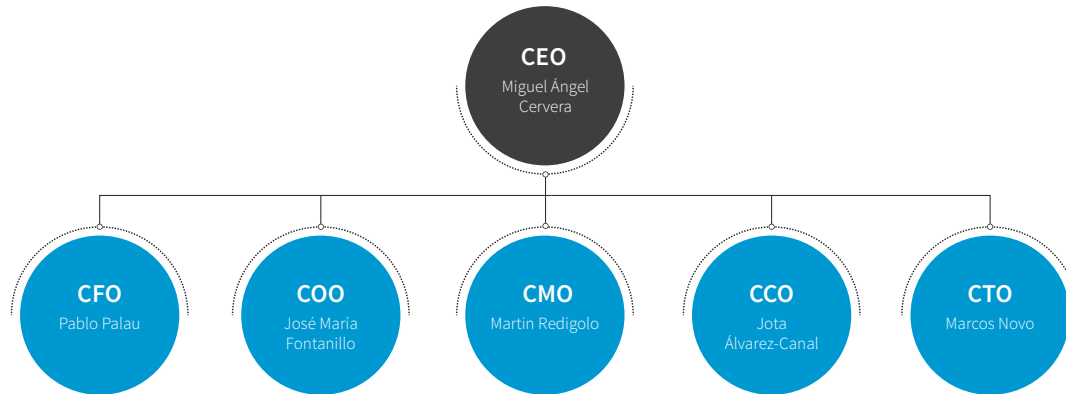 CEO
Miguel Ángel
Cervera
CFO
Pablo Palau
COO
José María
Fontanillo
CMO
Martin Redigolo
CCO
Jota
Álvarez-Canal
CTO
Marcos Novo